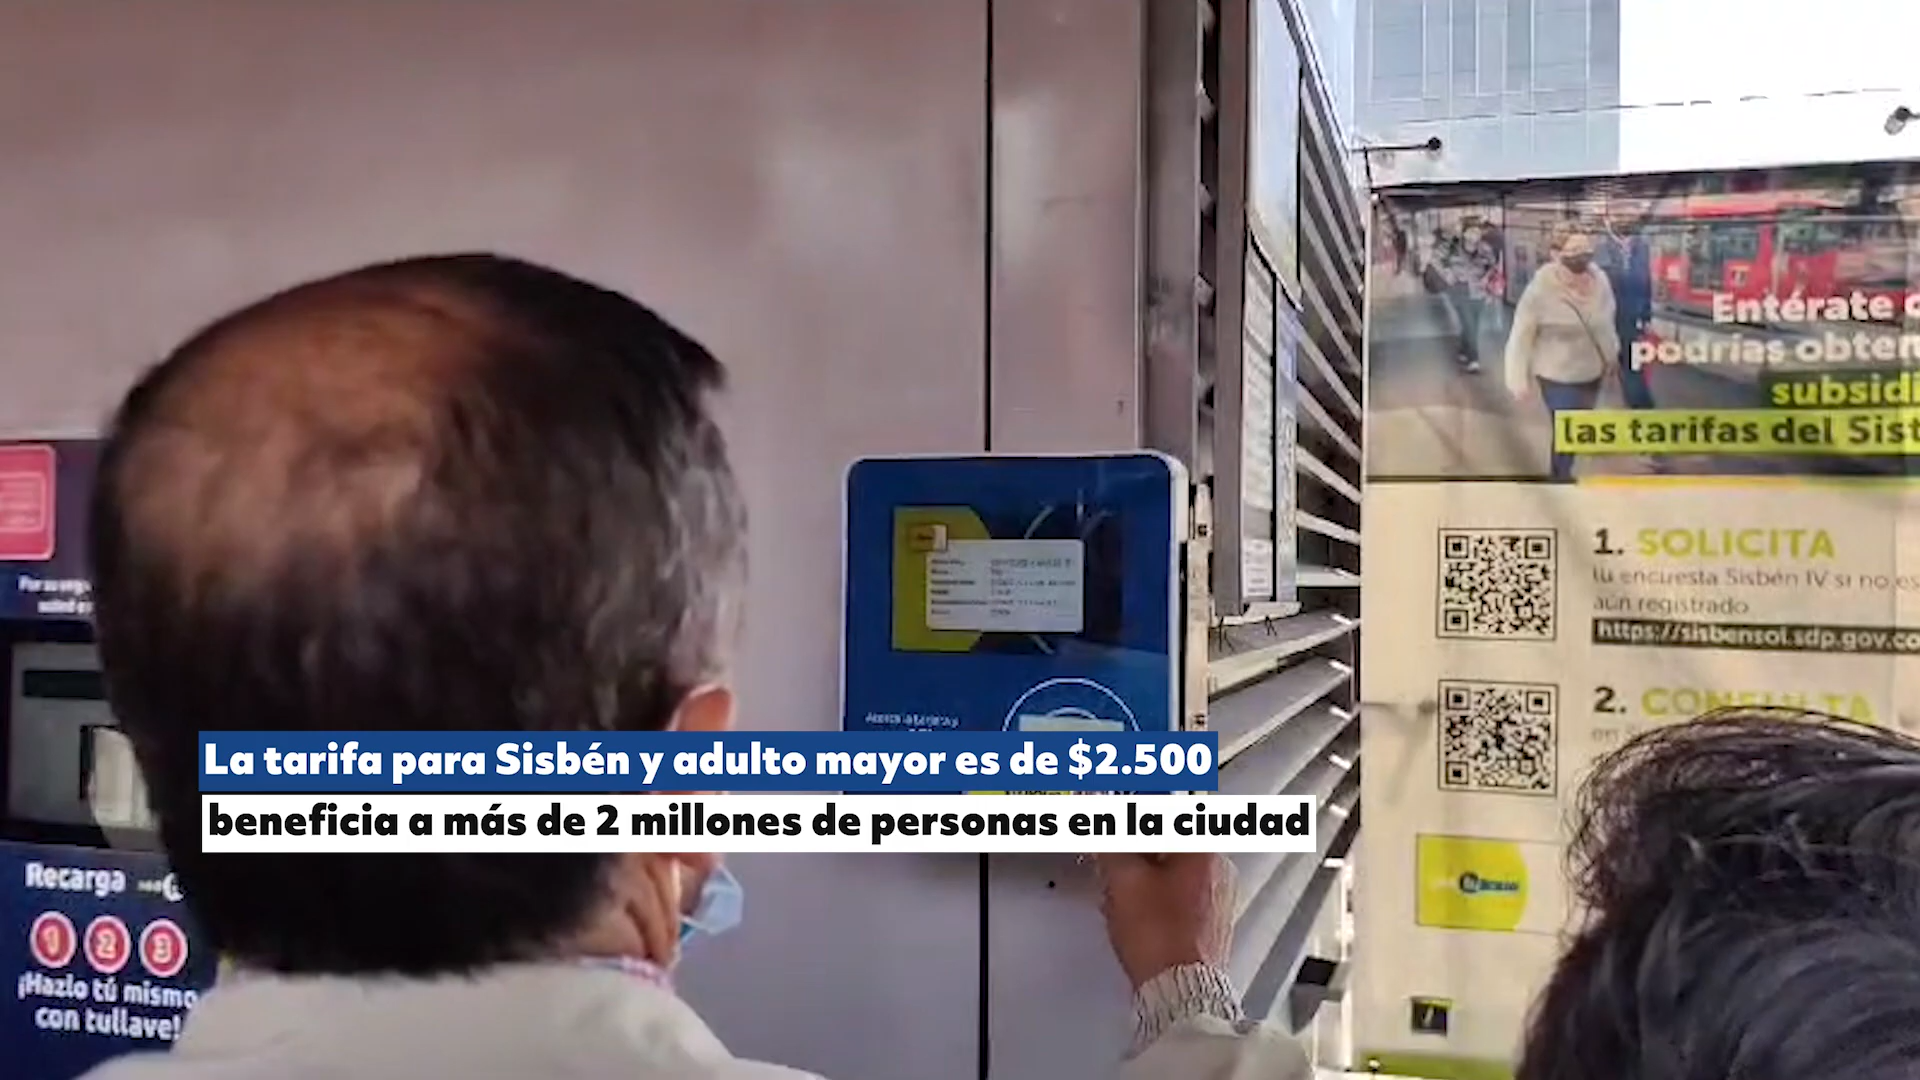 La tarifa para Sisbén y adulto mayor es de $2.500
beneficia a más de 2 millones de personas en la ciudad
Entérate
podrías obten
subsidi
las tarifas del Sist
1. SOLICITA
tu encuesta Sisbén IV si no es
aún registrado
https://sisbensol.sdp.gov.co
2. CONSULTA
Recarga
1 2 3
¡Hazlo tú mismo
con tullave!